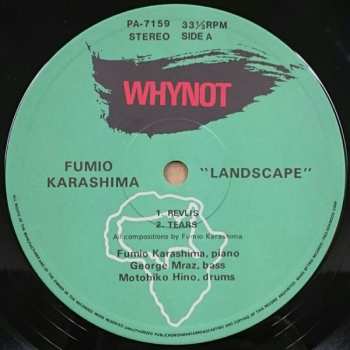 PA-7159 33⅓RPM
STEREO SIDE A
WHYNOT
FUMIO KARASHIMA
"LANDSCAPE"
1. REVLIS
2. TEARS
All compositions by Fumio Karashima
Fumio Karashima, piano
George Mraz, bass
Motohiko Hino, drums